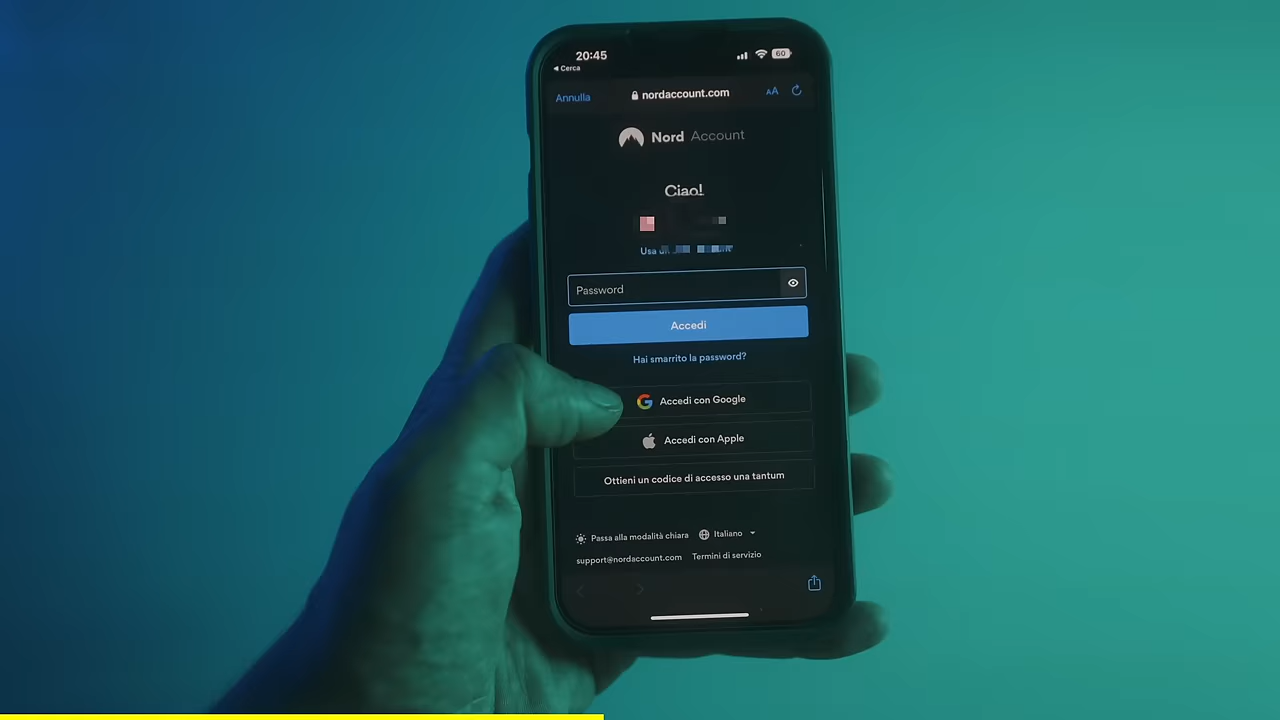 20:45
60
Cerca
Annulla
nordaccount.com
AA
Nord Account
Ciao!
Usa
Password
Accedi
Hai smarrito la password?
Accedi con Google
Accedi con Apple
Ottieni un codice di accesso una tantum
Passa alla modalità chiara
Italiano
support@nordaccount.com
Termini di servizio